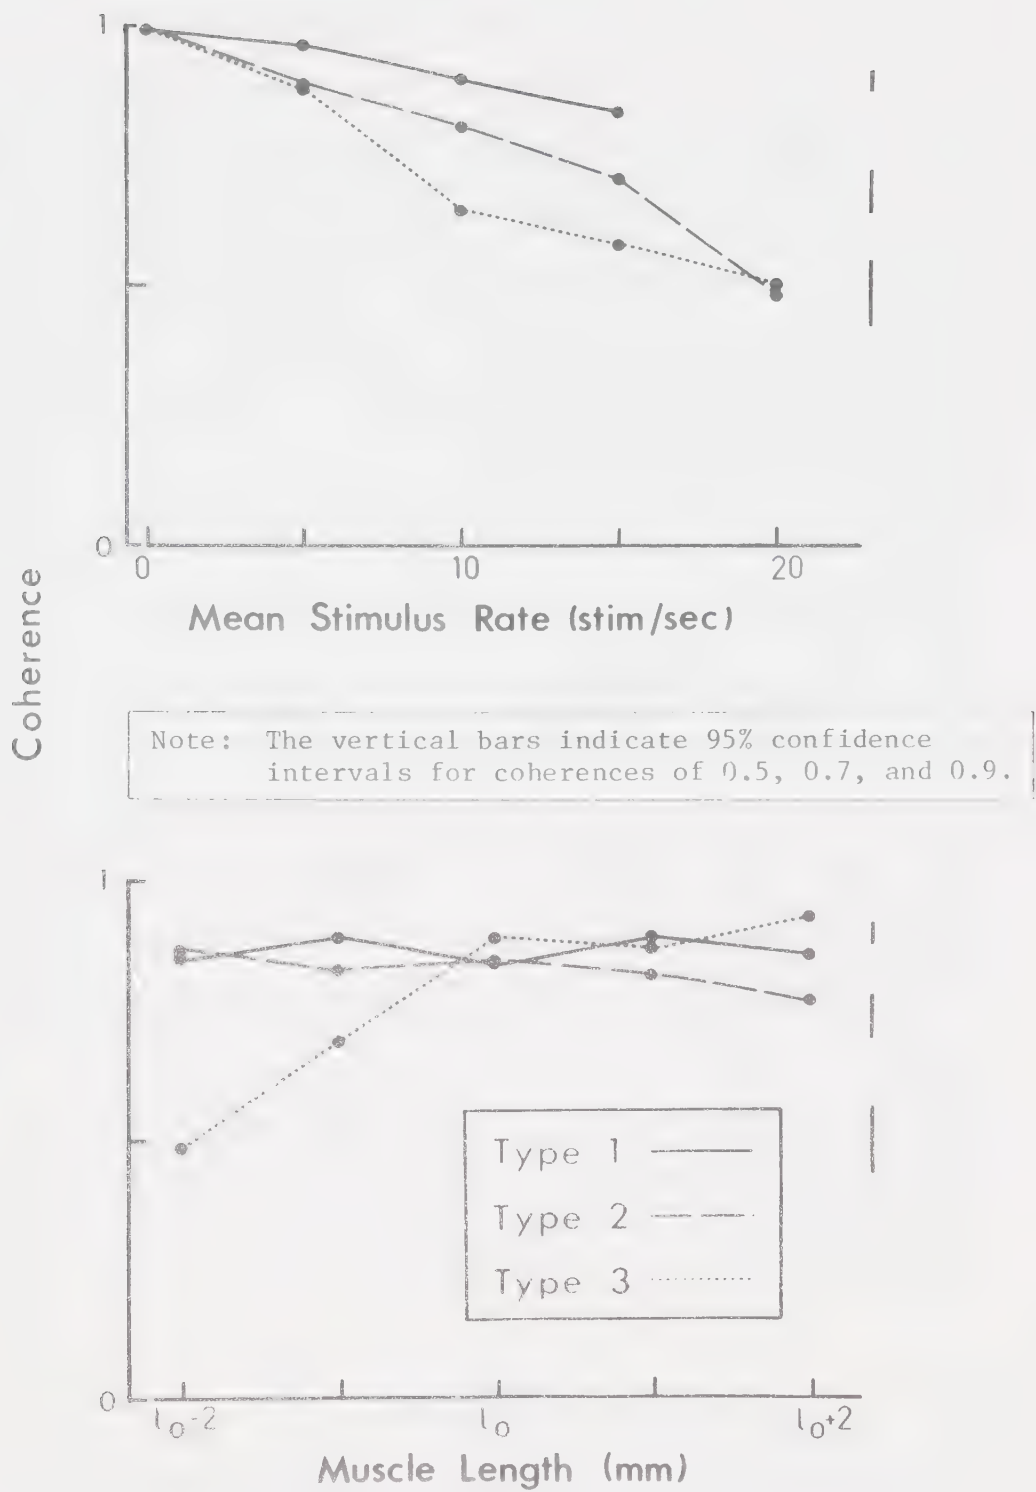 1
0
0 10 20
Mean Stimulus Rate (stim/sec)
Coherence
Note: The vertical bars indicate 95% confidence
intervals for coherences of 0.5, 0.7, and 0.9.
1
Type 1
Type 2
Type 3
0
l₀-2 l₀ l₀+2
Muscle Length (mm)